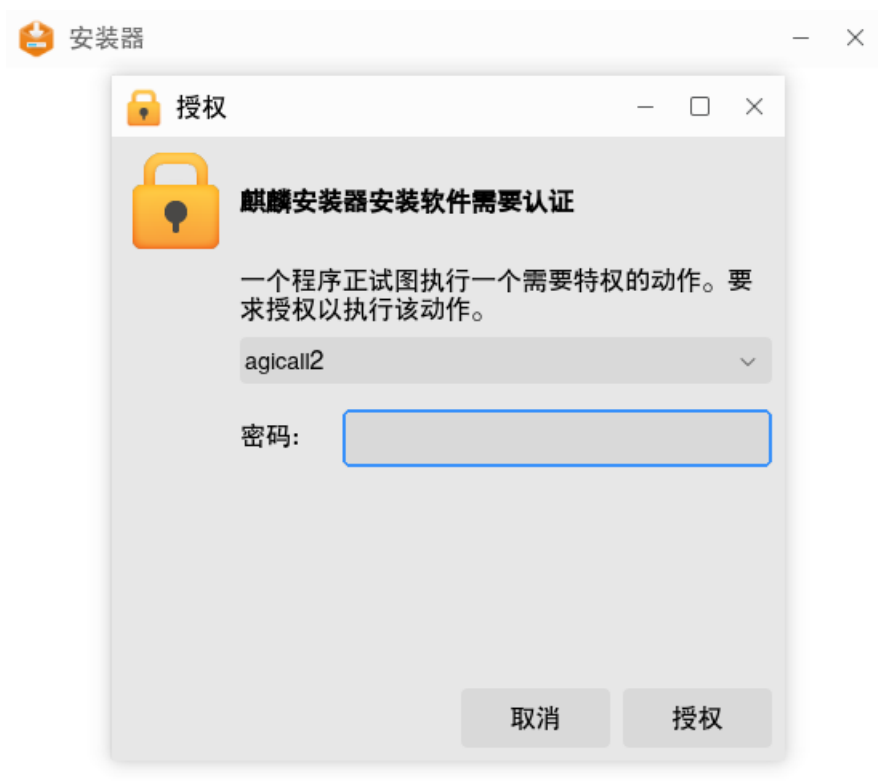 安装器
授权
麒麟安装器安装软件需要认证
一个程序正试图执行一个需要特权的动作。要
求授权以执行该动作。
agicall2
密码:
取消
授权